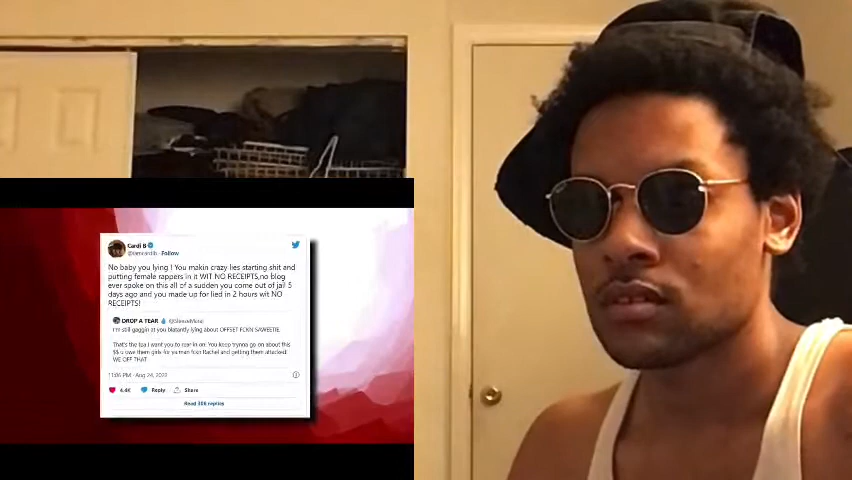 Cardi B
@iamcardib · Follow
No baby you lying ! You makin crazy lies starting shit and
putting female rappers in it WIT NO RECEIPTS,no blog
ever spoke on this all of a sudden you come out of jail 5
days ago and you made up for lied in 2 hours wit NO
RECEIPTS!
DROP A TEAR
I'm still gaggin at you blatantly lying about OFFSET FCKN SAWEETIE.
That's the tea I want you to rear in on. You keep trynna go on about this
$$ u owe them girls for ya man fckn Rachel and getting them attacked!
WE OFF THAT
11:06 PM · Aug 24, 2022
4.4K Reply Share
Read 306 replies